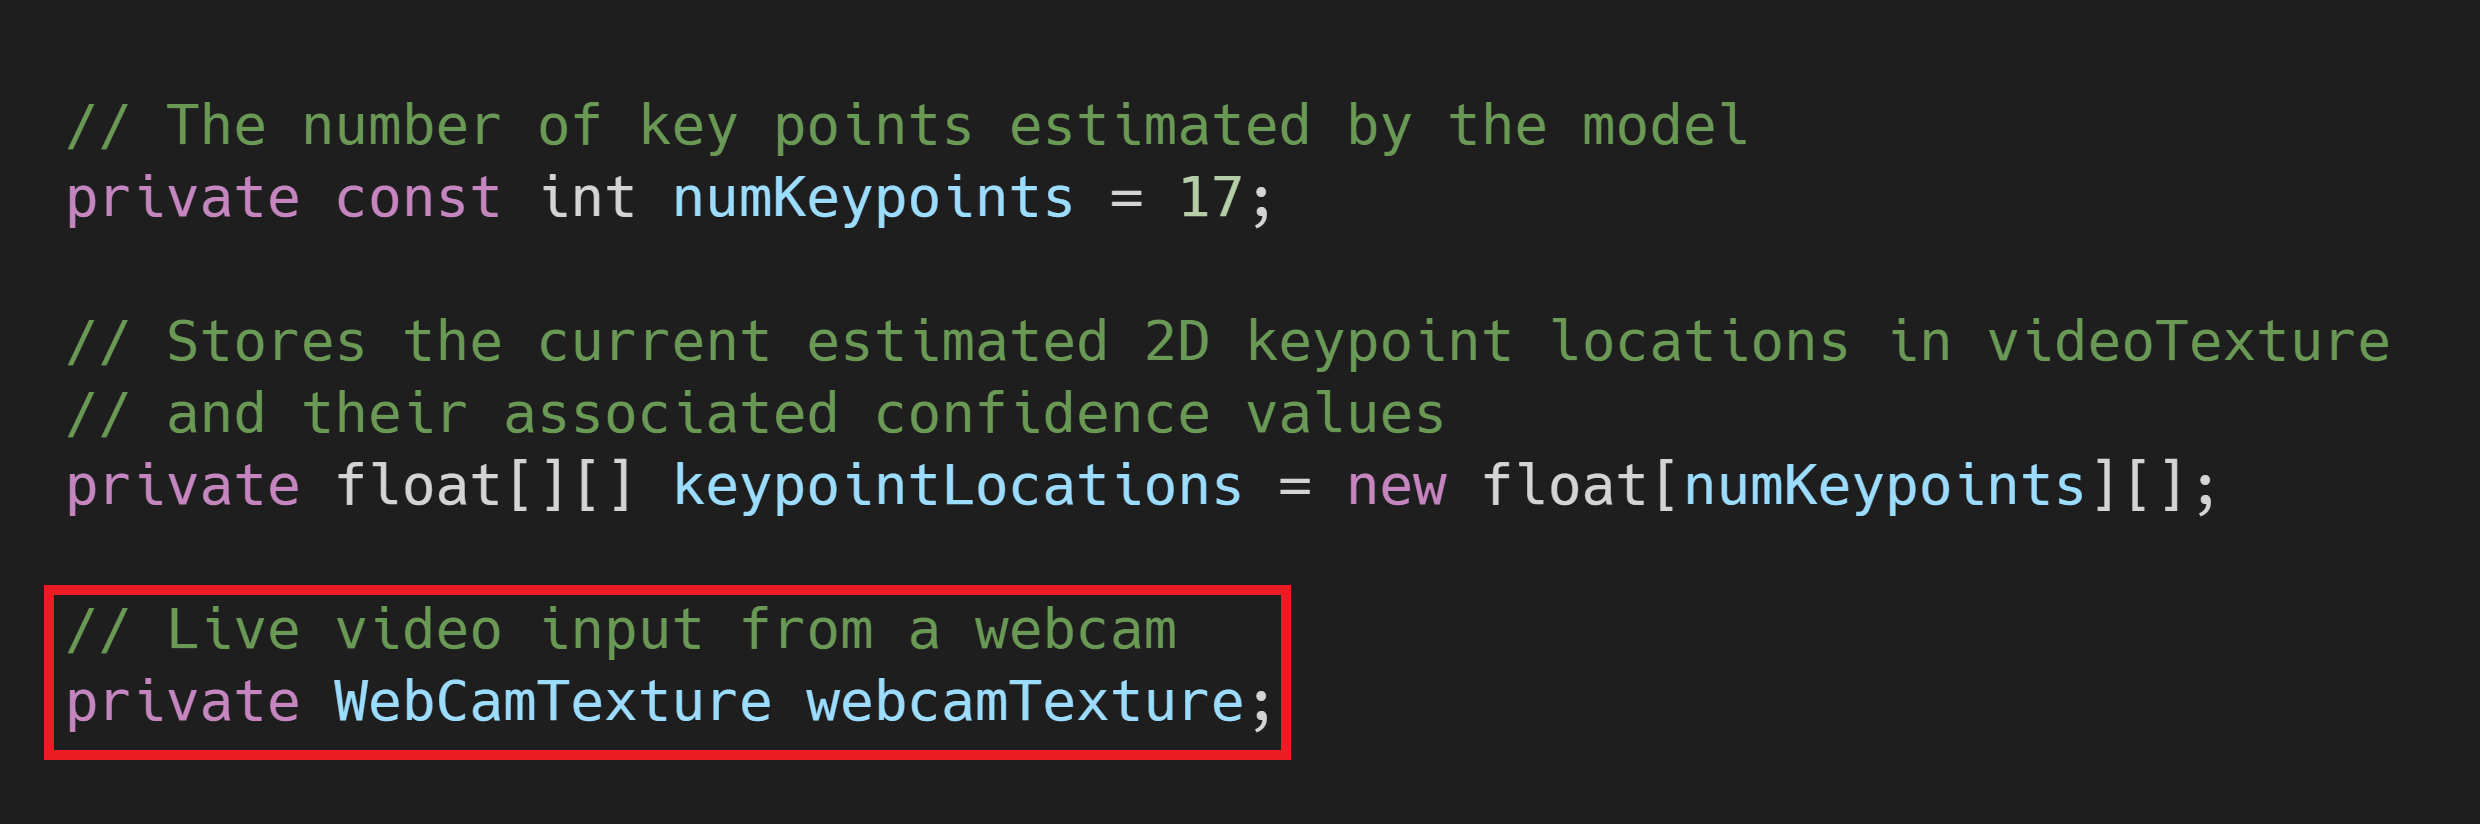 // The number of key points estimated by the model
private const int numKeypoints = 17;
// Stores the current estimated 2D keypoint locations in videoTexture
// and their associated confidence values
private float[][] keypointLocations = new float[numKeypoints][];
// Live video input from a webcam
private WebCamTexture webcamTexture;